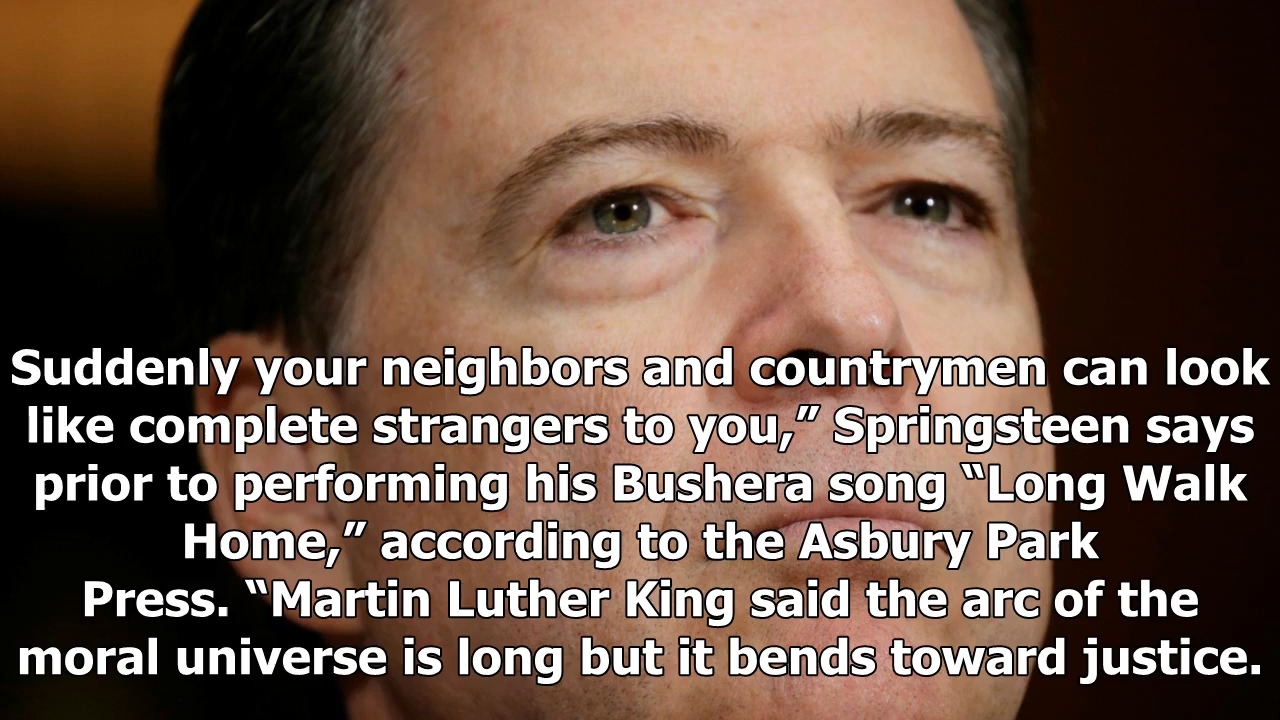 Suddenly your neighbors and countrymen can look
like complete strangers to you,” Springsteen says
prior to performing his Bushera song “Long Walk
Home,” according to the Asbury Park
Press. “Martin Luther King said the arc of the
moral universe is long but it bends toward justice.